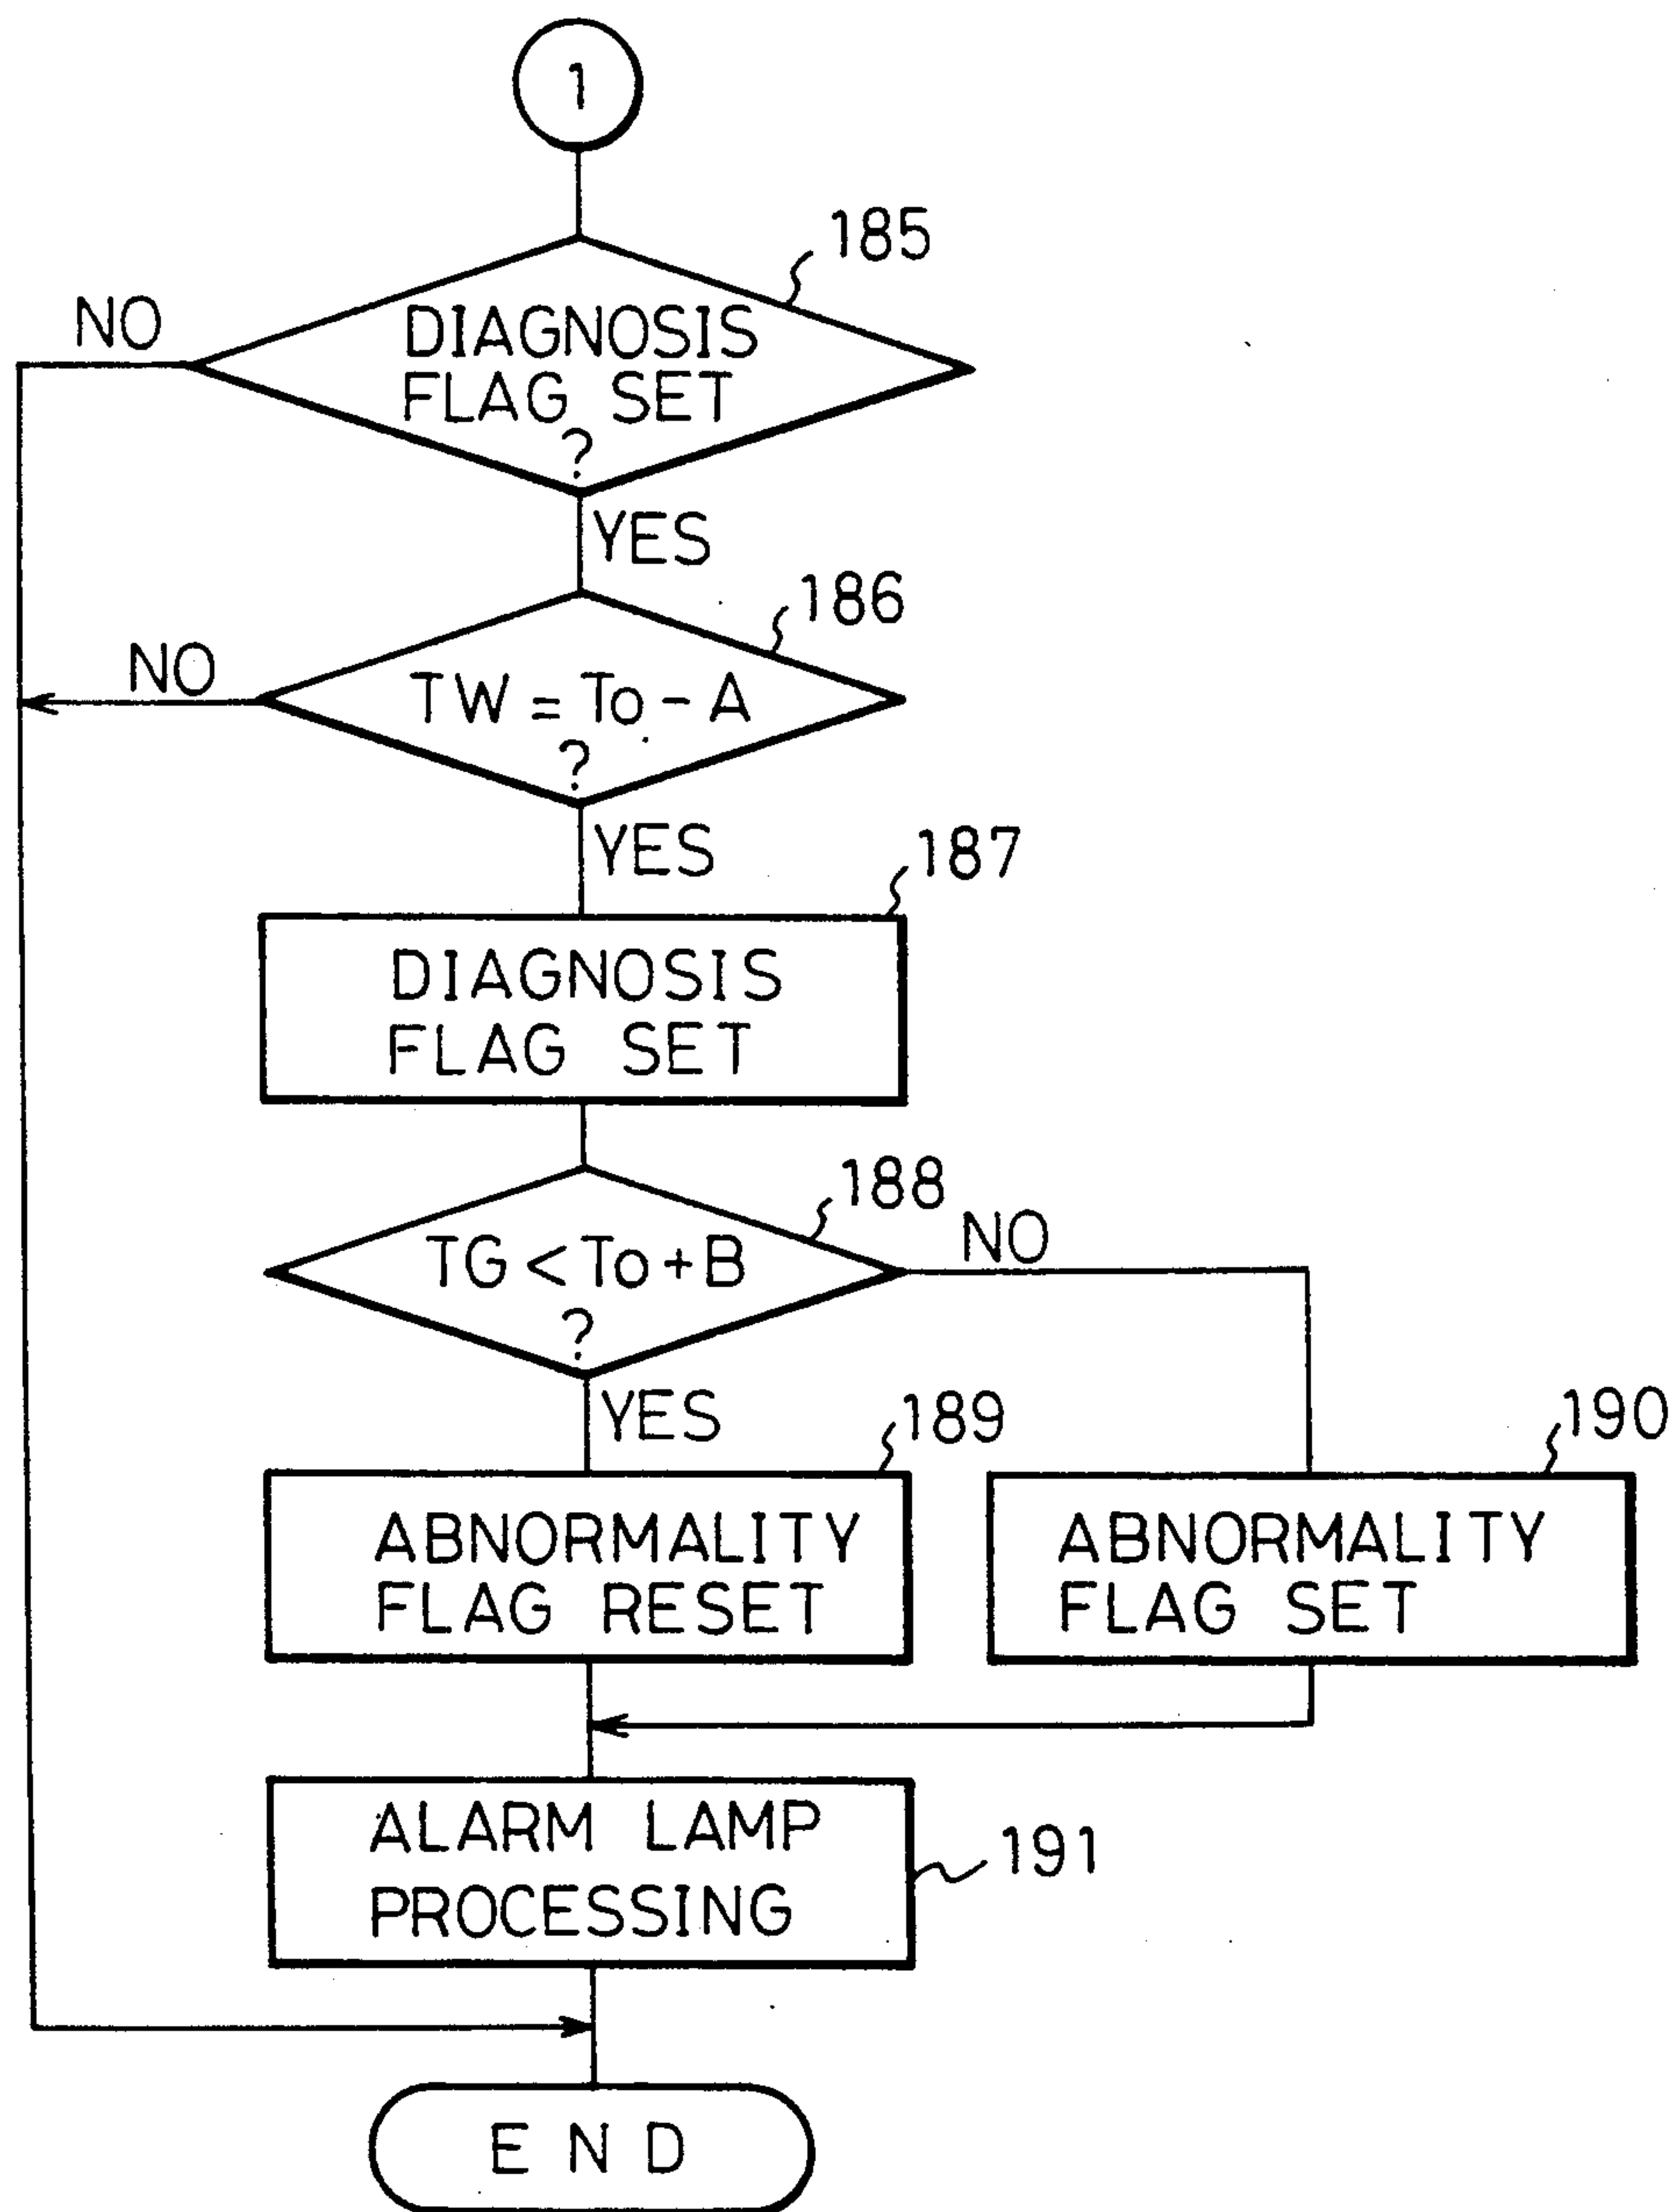 1
185
DIAGNOSIS
FLAG SET
?
NO
YES
186
TW = To - A
?
NO
YES
187
DIAGNOSIS
FLAG SET
188
TG < To + B
?
NO
YES
189
ABNORMALITY
FLAG RESET
190
ABNORMALITY
FLAG SET
ALARM LAMP
PROCESSING
191
END